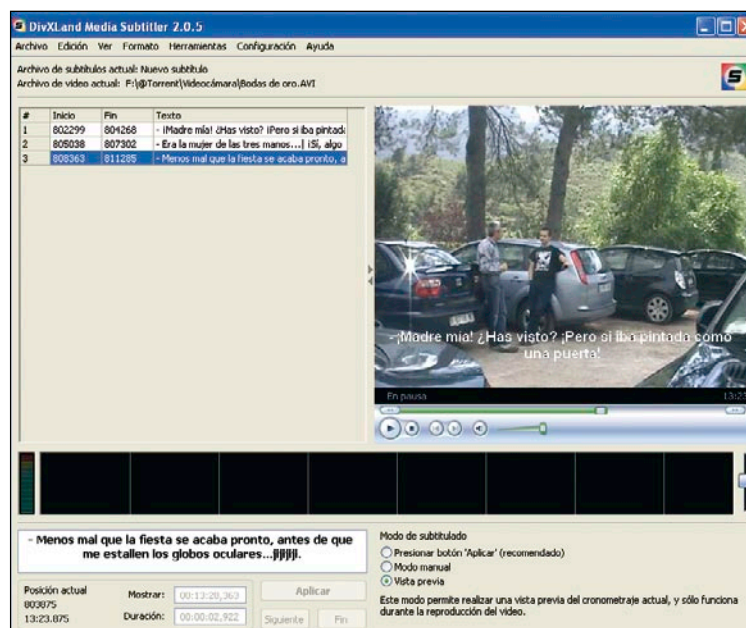 DivXLand Media Subtitler 2.0.5
Archivo Edición Ver Formato Herramientas Configuración Ayuda
Archivo de subtítulos actual: Nuevo subtítulo
Archivo de video actual: F:\@Torrent\Videocámara\Bodas de oro.AVI
# Inicio Fin Texto
1 802299 804268 - ¡Madre mía! ¿Has visto? ¡Pero si iba pintad
2 805038 807302 - Era la mujer de las tres manos...| ¡Sí, algo
3 808363 811285 - Menos mal que la fiesta se acaba pronto, a
- ¡Madre mía! ¿Has visto? ¡Pero si iba pintada como
una puerta!
En pausa 13:23
- Menos mal que la fiesta se acaba pronto, antes de que
me estallen los globos oculares...jijijiji.
Posición actual
803875
13:23.875
Mostrar: 00:13:28,363
Duración: 00:00:02,922
Aplicar
Siguiente Fin
Modo de subtitulado
Presionar botón 'Aplicar' (recomendado)
Modo manual
Vista previa
Este modo permite realizar una vista previa del cronometraje actual, y sólo funciona
durante la reproducción del video.